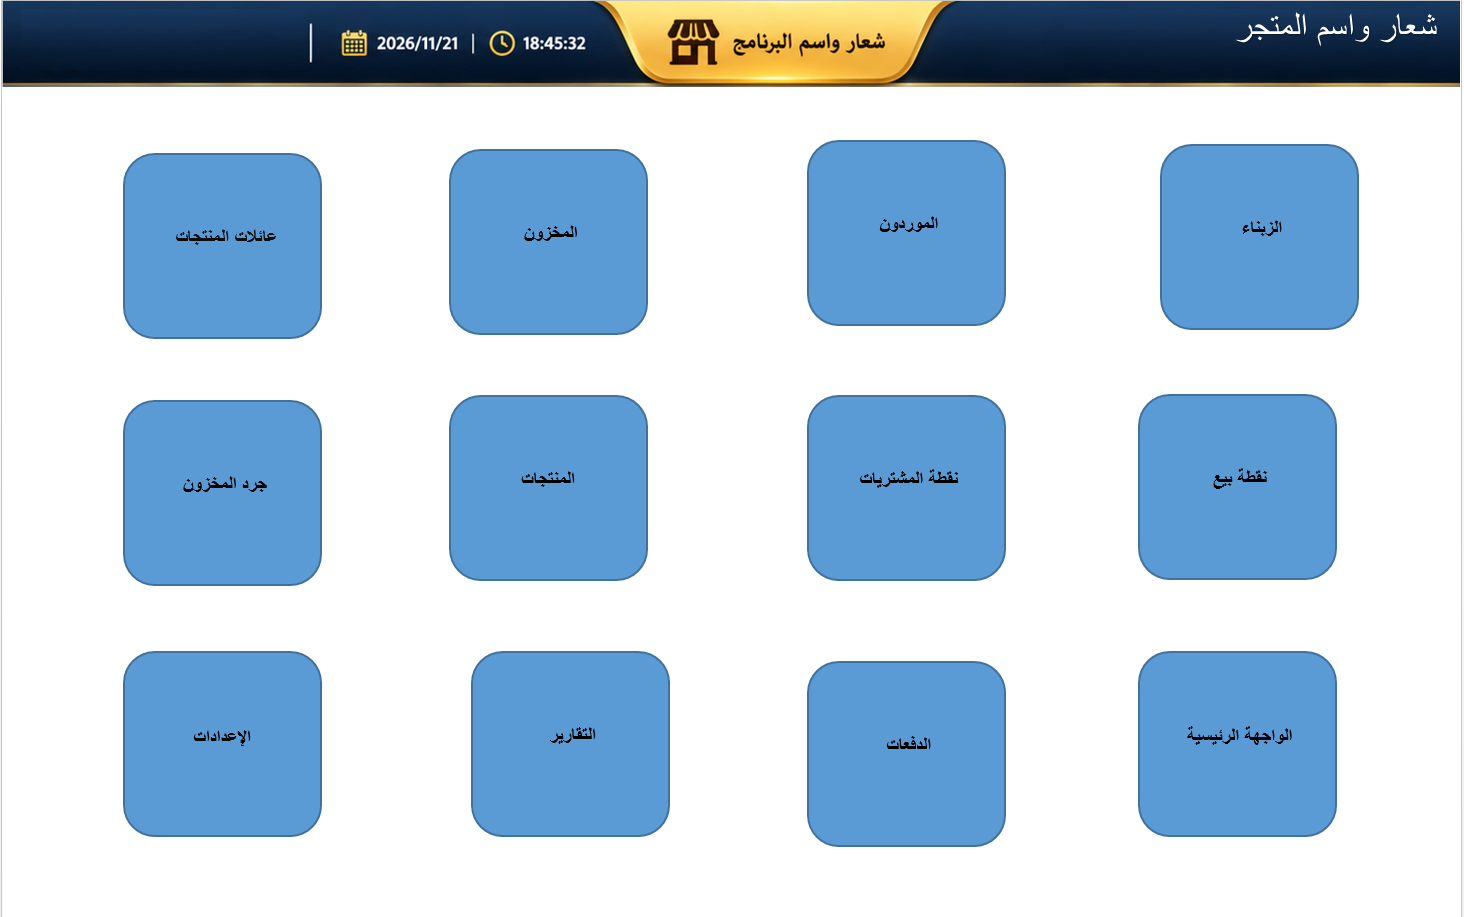 شعار واسم المتجر
شعار واسم البرنامج
18:45:32 | 2026/11/21
الزبناء
الموردون
المخزون
عائلات المنتجات
نقطة بيع
نقطة المشتريات
المنتجات
جرد المخزون
الواجهة الرئيسية
الدفعات
التقارير
الإعدادات